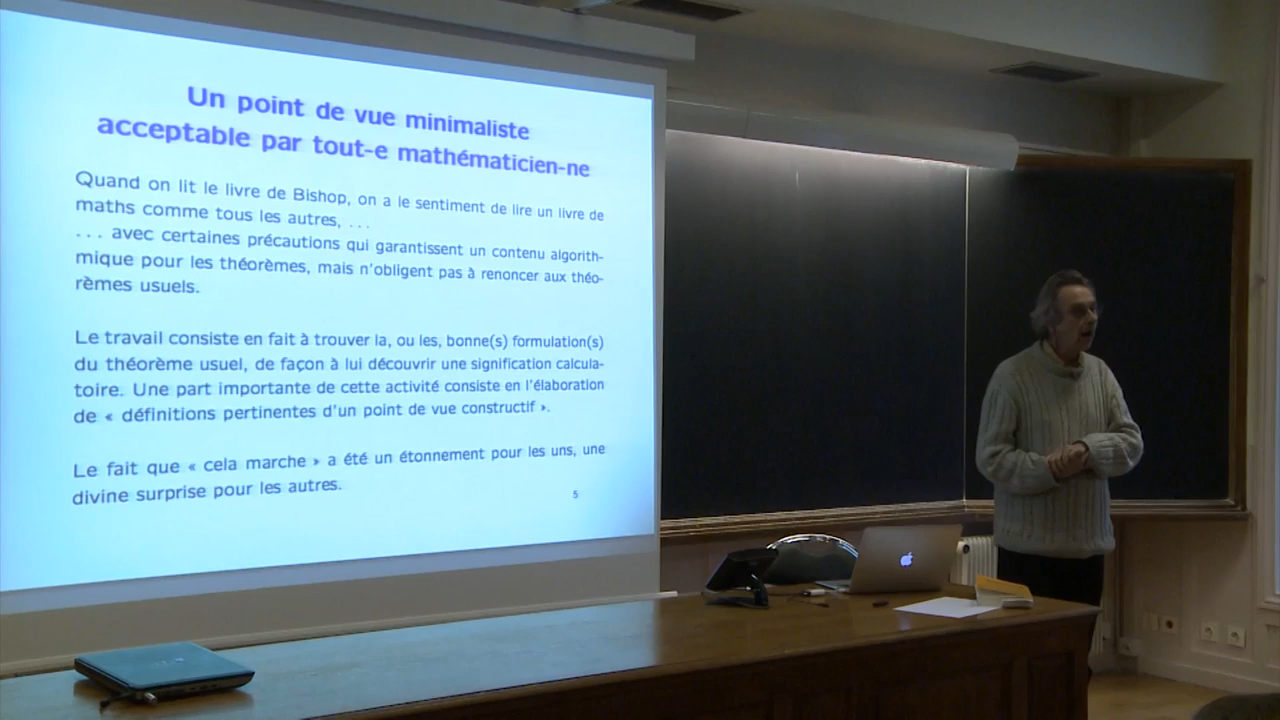 Un point de vue minimaliste
acceptable par tout-e mathématicien-ne
Quand on lit le livre de Bishop, on a le sentiment de lire un livre de
maths comme tous les autres, ...
... avec certaines précautions qui garantissent un contenu algorith-
mique pour les théorèmes, mais n'obligent pas à renoncer aux théo-
rèmes usuels.
Le travail consiste en fait à trouver la, ou les, bonne(s) formulation(s)
du théorème usuel, de façon à lui découvrir une signification calcula-
toire. Une part importante de cette activité consiste en l'élaboration
de « définitions pertinentes d'un point de vue constructif ».
Le fait que « cela marche » a été un étonnement pour les uns, une
divine surprise pour les autres.
5